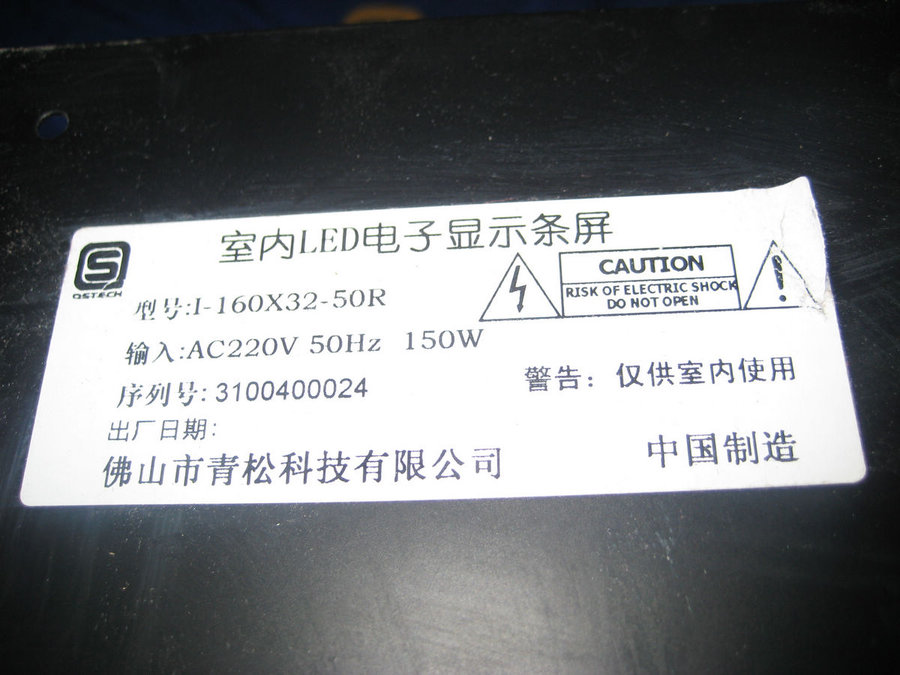 室内LED电子显示条屏
QSTECH
CAUTION
RISK OF ELECTRIC SHOCK
DO NOT OPEN
型号:I-160X32-50R
输入:AC220V 50Hz 150W
序列号: 3100400024
警告: 仅供室内使用
出厂日期:
佛山市青松科技有限公司
中国制造